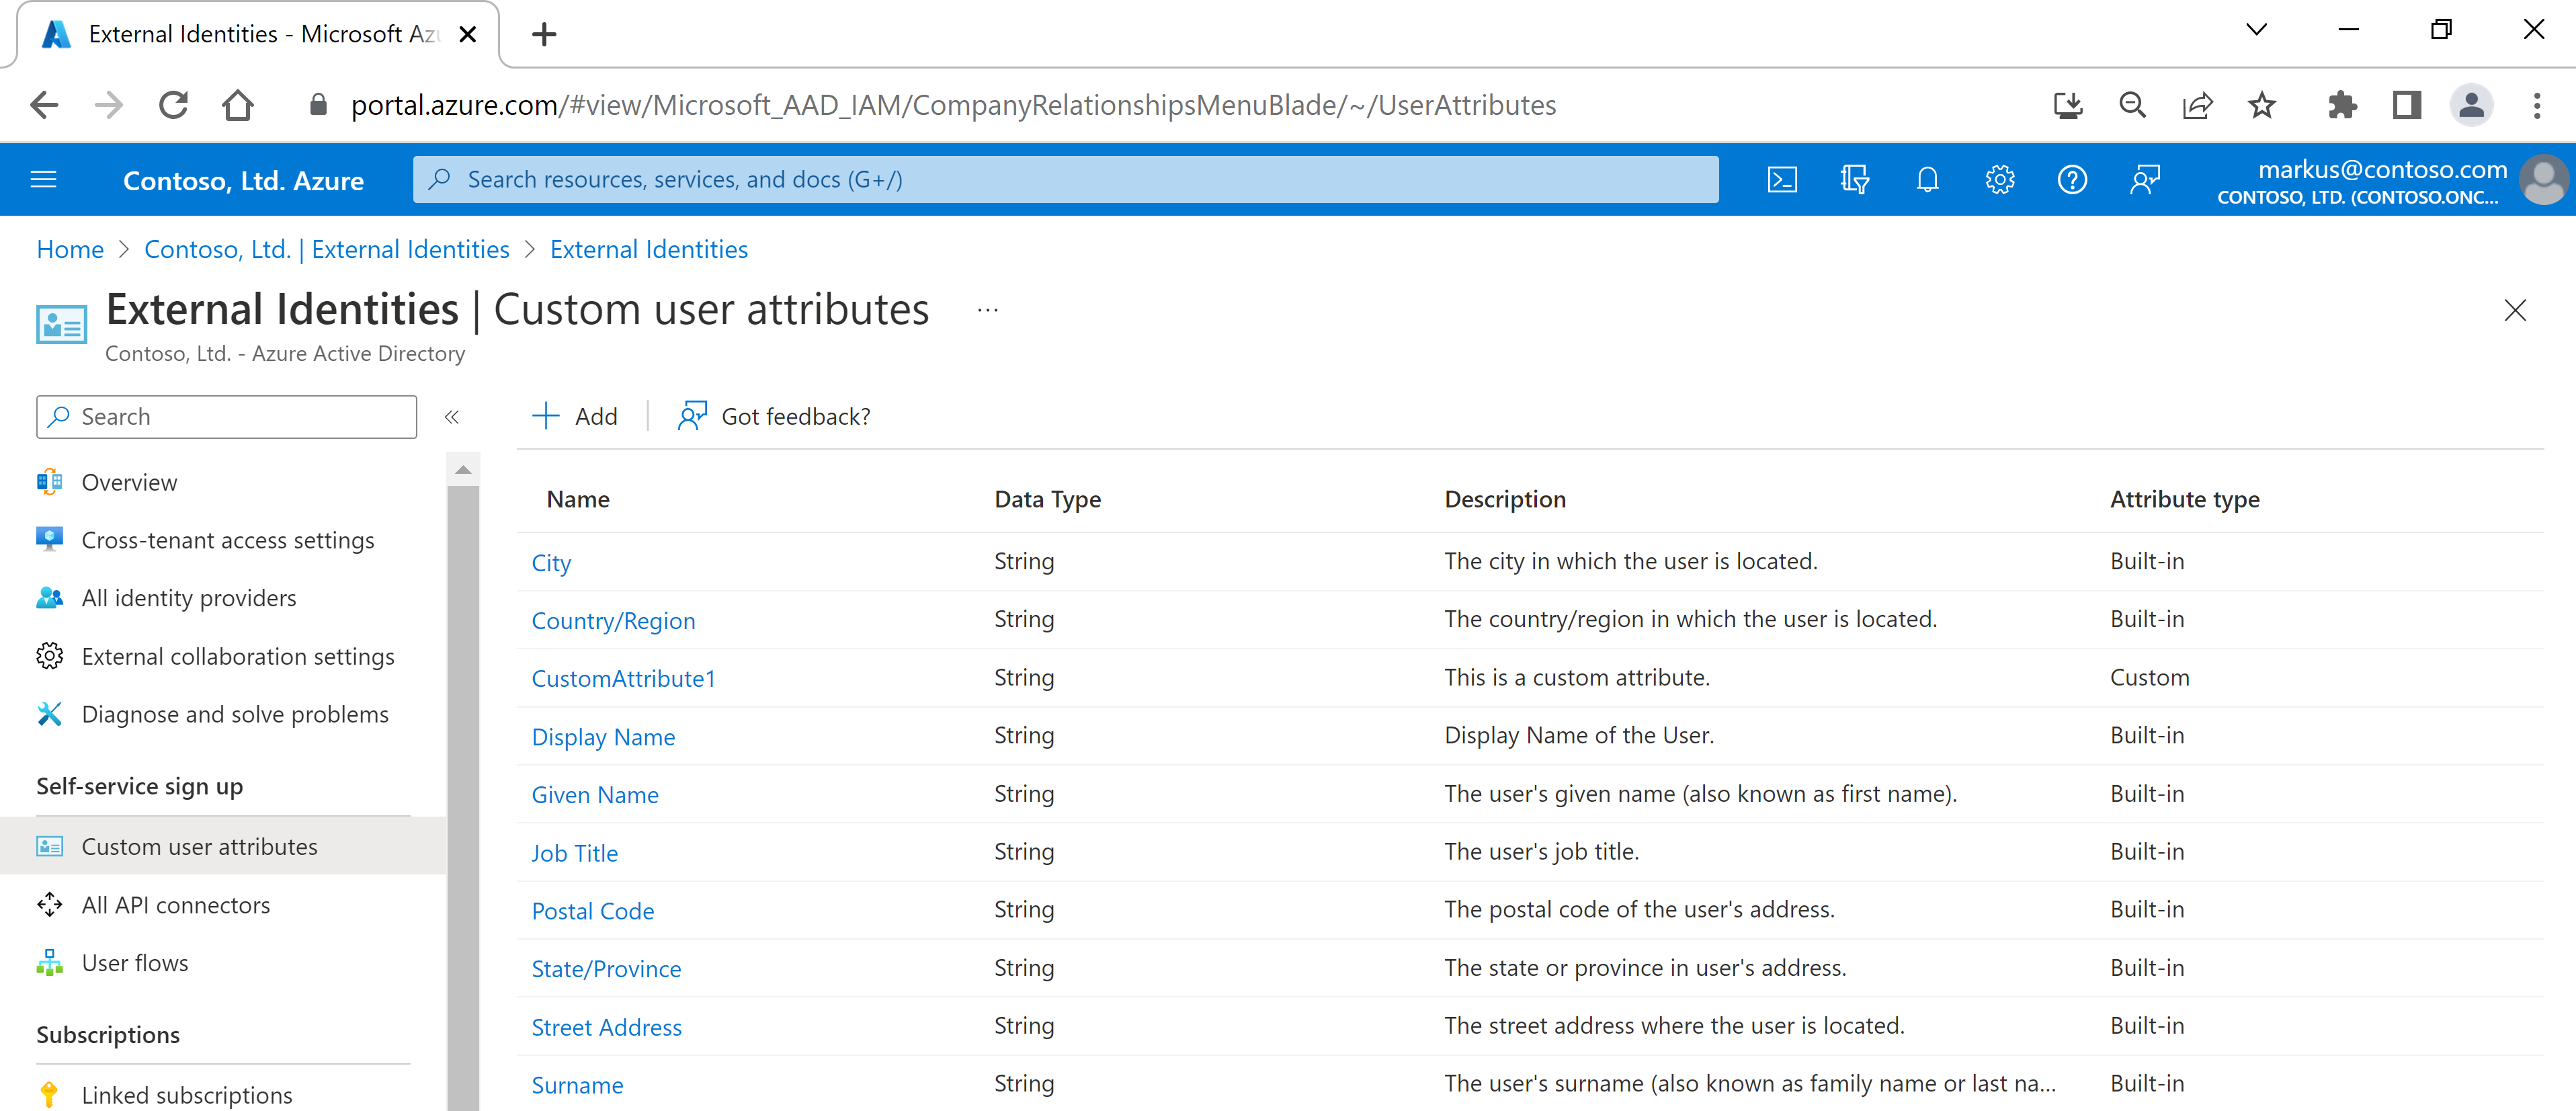 External Identities - Microsoft Az
portal.azure.com/#view/Microsoft_AAD_IAM/CompanyRelationshipsMenuBlade/~/UserAttributes
Contoso, Ltd. Azure
Search resources, services, and docs (G+/)
markus@contoso.com
CONTOSO, LTD. (CONTOSO.ONC...
Home > Contoso, Ltd. | External Identities > External Identities
External Identities | Custom user attributes ...
Contoso, Ltd. - Azure Active Directory
Search
Overview
Cross-tenant access settings
All identity providers
External collaboration settings
Diagnose and solve problems
Self-service sign up
Custom user attributes
All API connectors
User flows
Subscriptions
Linked subscriptions
Add | Got feedback?
Name Data Type Description Attribute type
City String The city in which the user is located. Built-in
Country/Region String The country/region in which the user is located. Built-in
CustomAttribute1 String This is a custom attribute. Custom
Display Name String Display Name of the User. Built-in
Given Name String The user's given name (also known as first name). Built-in
Job Title String The user's job title. Built-in
Postal Code String The postal code of the user's address. Built-in
State/Province String The state or province in user's address. Built-in
Street Address String The street address where the user is located. Built-in
Surname String The user's surname (also known as family name or last na... Built-in